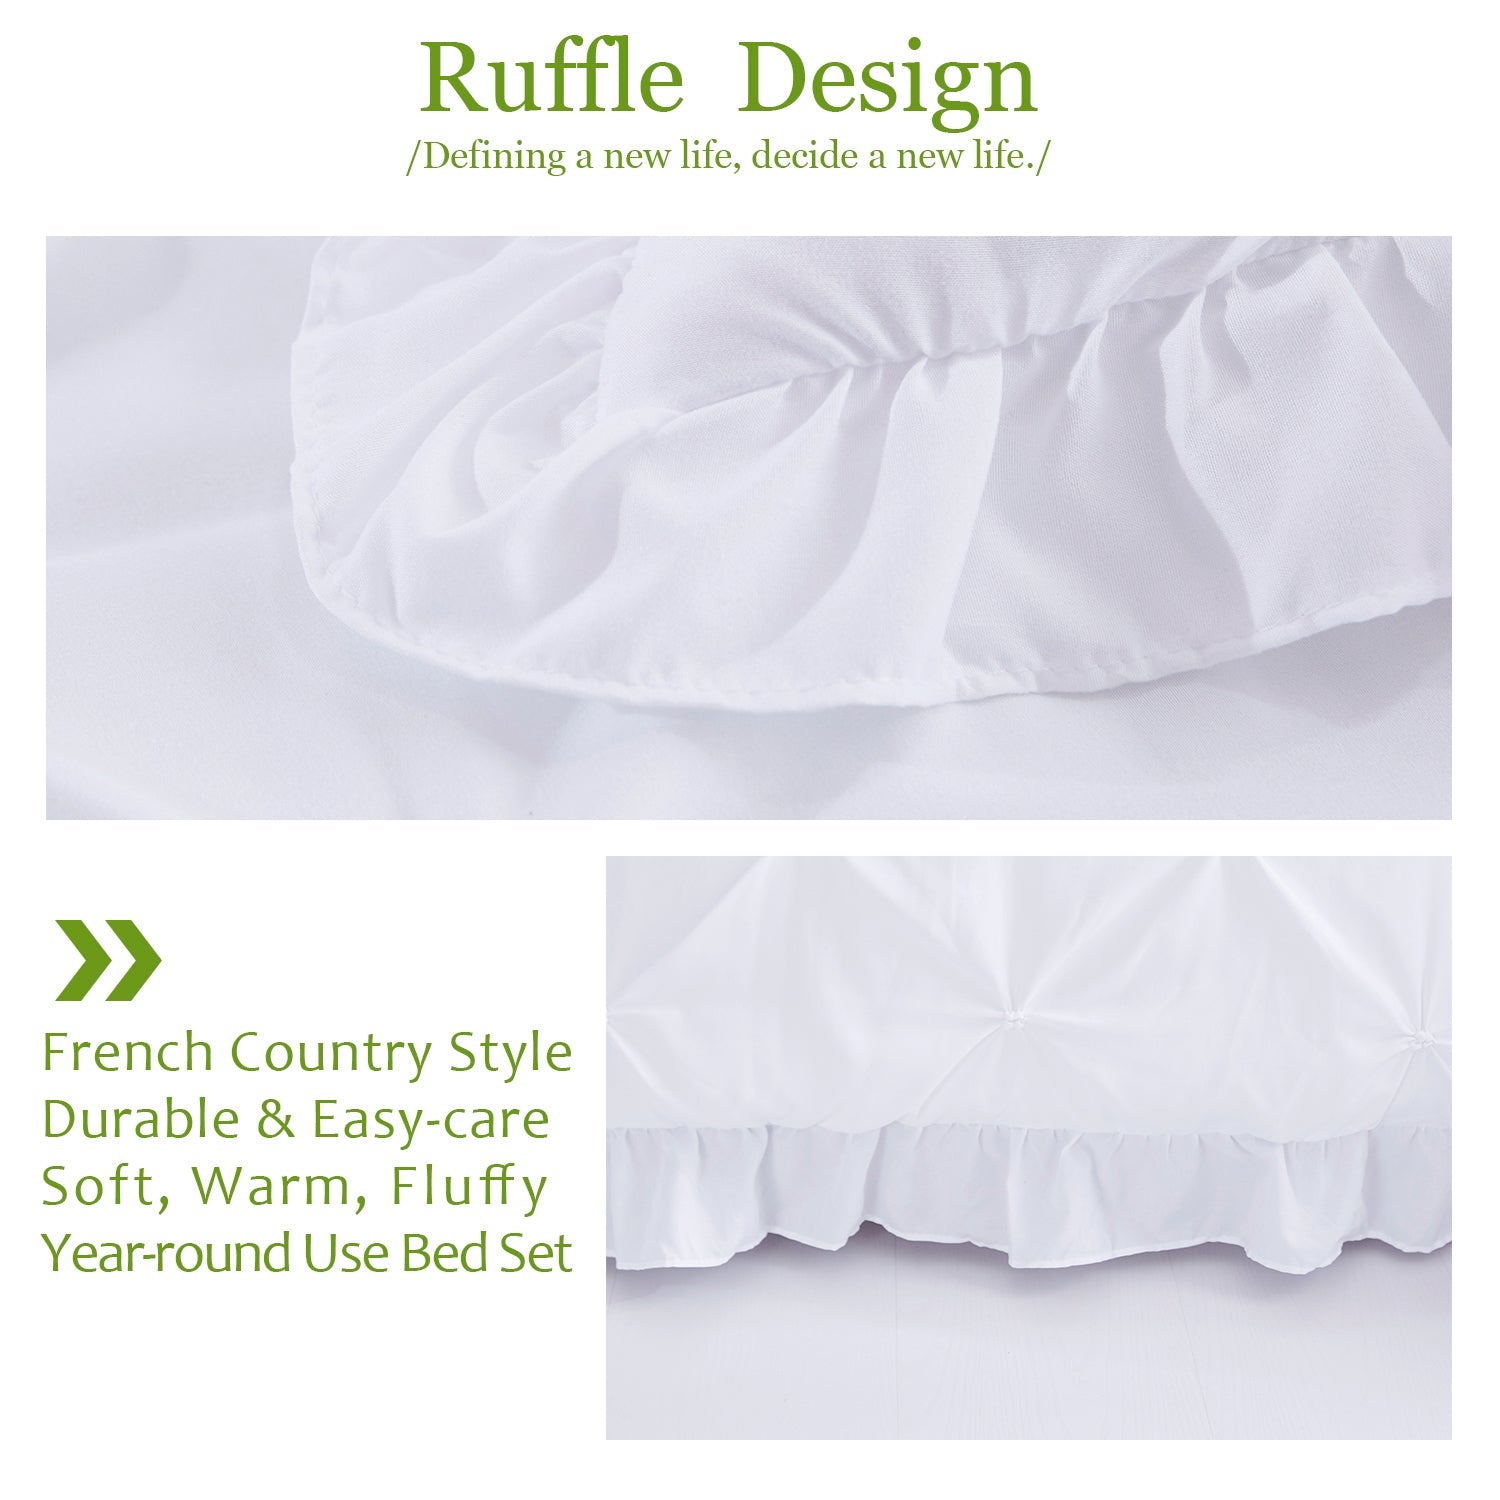 Ruffle Design
/Defining a new life, decide a new life./
French Country Style
Durable & Easy-care
Soft, Warm, Fluffy
Year-round Use Bed Set